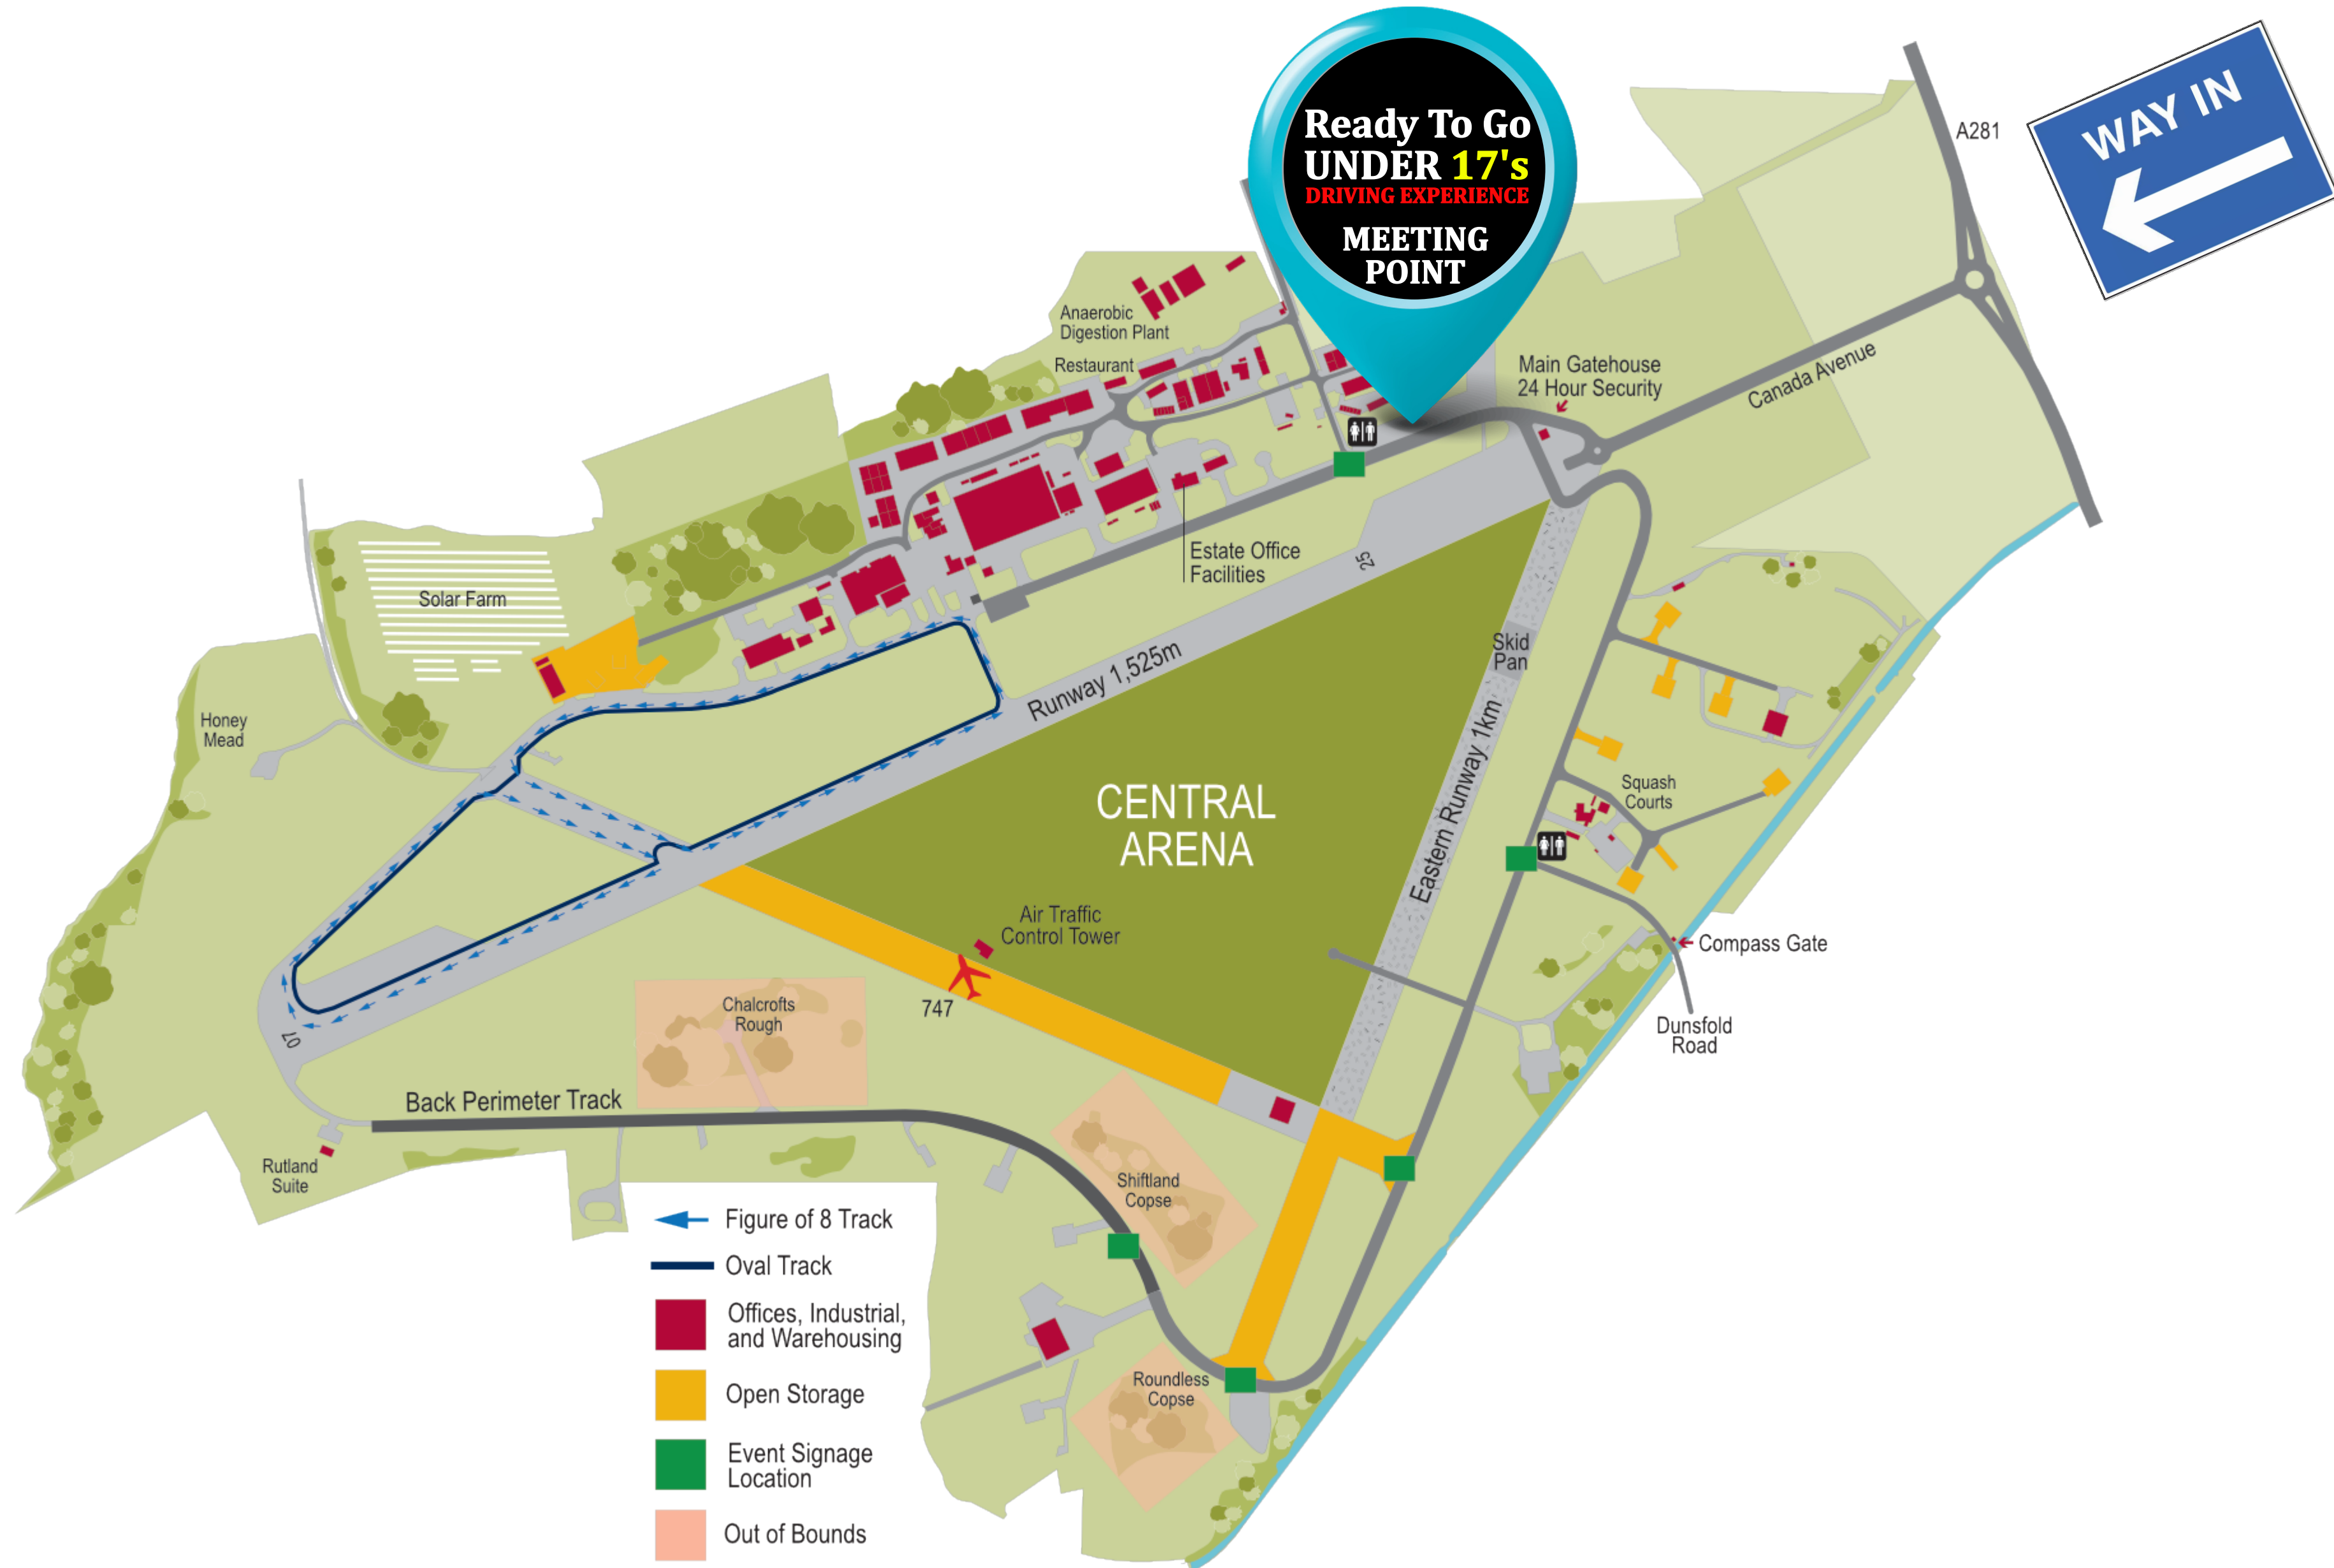 Ready To Go
UNDER 17's
DRIVING EXPERIENCE
MEETING
POINT
WAY IN
A281
Anaerobic
Digestion Plant
Restaurant
Main Gatehouse
24 Hour Security
Canada Avenue
Estate Office
Facilities
25
Solar Farm
Skid
Pan
Runway 1,525m
Honey
Mead
Eastern Runway 1km
Squash
Courts
CENTRAL
ARENA
Air Traffic
Control Tower
747
Compass Gate
Dunsfold
Road
Chalcrofts
Rough
07
Back Perimeter Track
Rutland
Suite
Shiftland
Copse
Roundless
Copse
Figure of 8 Track
Oval Track
Offices, Industrial,
and Warehousing
Open Storage
Event Signage
Location
Out of Bounds